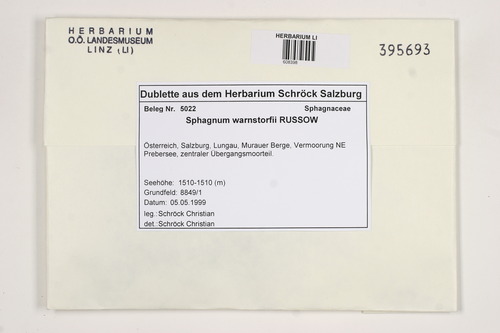 HERBARIUM
O.Ö. LANDESMUSEUM
LINZ (LI)
HERBARIUM LI
608398
395693
Dublette aus dem Herbarium Schröck Salzburg
Beleg Nr. 5022 Sphagnaceae
Sphagnum warnstorfii RUSSOW
Österreich, Salzburg, Lungau, Murauer Berge, Vermoorung NE
Prebersee, zentraler Übergangsmoorteil.
Seehöhe: 1510-1510 (m)
Grundfeld: 8849/1
Datum: 05.05.1999
leg.: Schröck Christian
det.: Schröck Christian